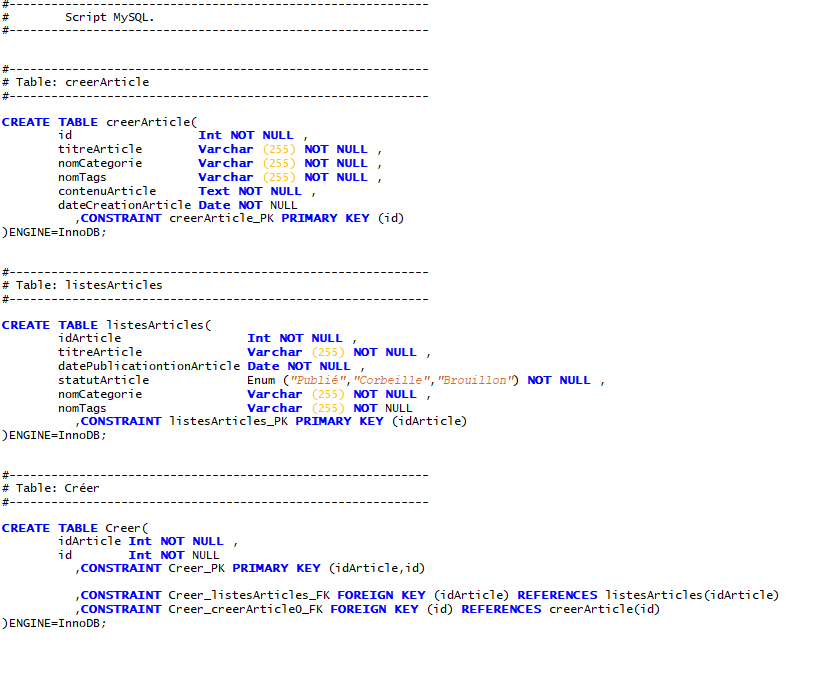 #------------------------------------------------------------
#        Script MySQL.
#------------------------------------------------------------
#------------------------------------------------------------
# Table: creerArticle
#------------------------------------------------------------
CREATE TABLE creerArticle(
        id                  Int NOT NULL ,
        titreArticle        Varchar (255) NOT NULL ,
        nomCategorie        Varchar (255) NOT NULL ,
        nomTags             Varchar (255) NOT NULL ,
        contenuArticle      Text NOT NULL ,
        dateCreationArticle Date NOT NULL
	,CONSTRAINT creerArticle_PK PRIMARY KEY (id)
)ENGINE=InnoDB;
#------------------------------------------------------------
# Table: listesArticles
#------------------------------------------------------------
CREATE TABLE listesArticles(
        idArticle                 Int NOT NULL ,
        titreArticle              Varchar (255) NOT NULL ,
        datePublicationtionArticle Date NOT NULL ,
        statutArticle             Enum ("Publié","Corbeille","Brouillon") NOT NULL ,
        nomCategorie              Varchar (255) NOT NULL ,
        nomTags                   Varchar (255) NOT NULL
	,CONSTRAINT listesArticles_PK PRIMARY KEY (idArticle)
)ENGINE=InnoDB;
#------------------------------------------------------------
# Table: Créer
#------------------------------------------------------------
CREATE TABLE Creer(
        idArticle Int NOT NULL ,
        id        Int NOT NULL
	,CONSTRAINT Creer_PK PRIMARY KEY (idArticle,id)
	,CONSTRAINT Creer_listesArticles_FK FOREIGN KEY (idArticle) REFERENCES listesArticles(idArticle)
	,CONSTRAINT Creer_creerArticle0_FK FOREIGN KEY (id) REFERENCES creerArticle(id)
)ENGINE=InnoDB;